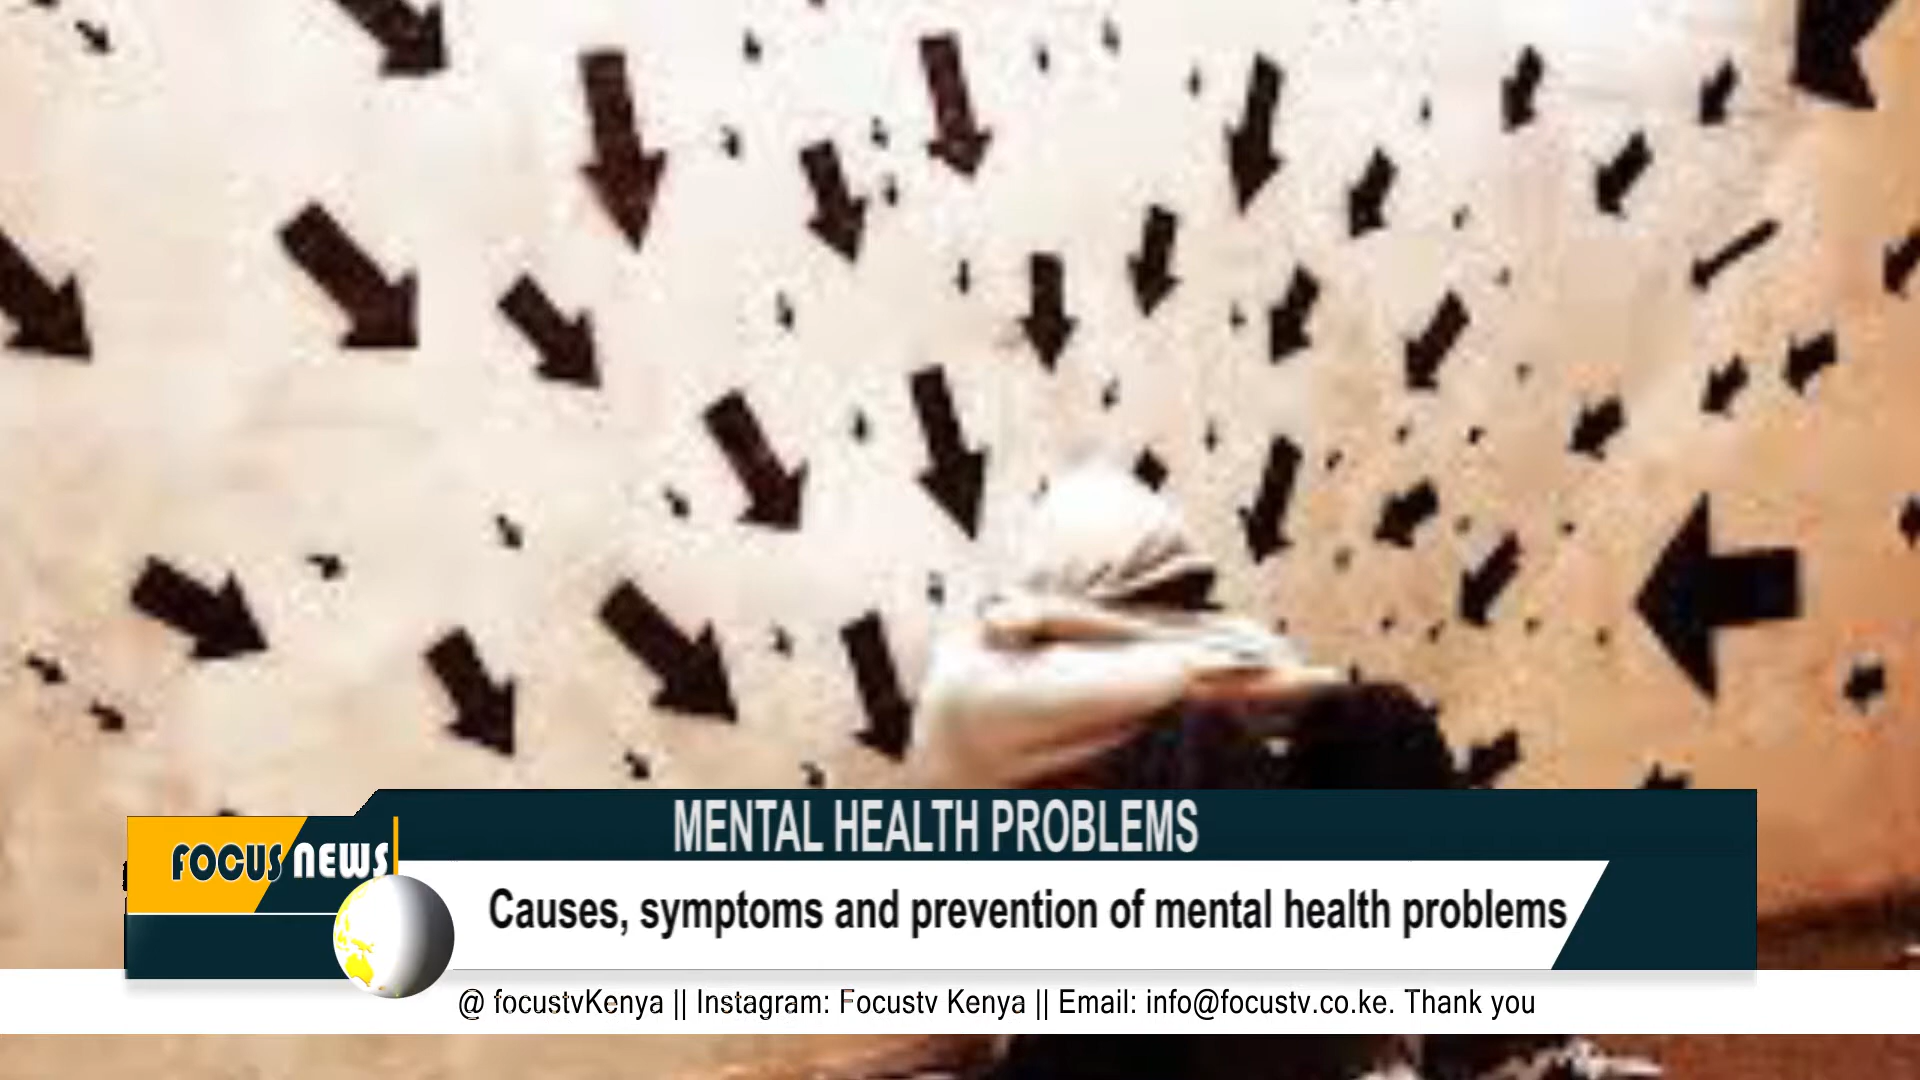 MENTAL HEALTH PROBLEMS
FOCUS NEWS
Causes, symptoms and prevention of mental health problems
@ focustvKenya || Instagram: Focustv Kenya || Email: info@focustv.co.ke. Thank you